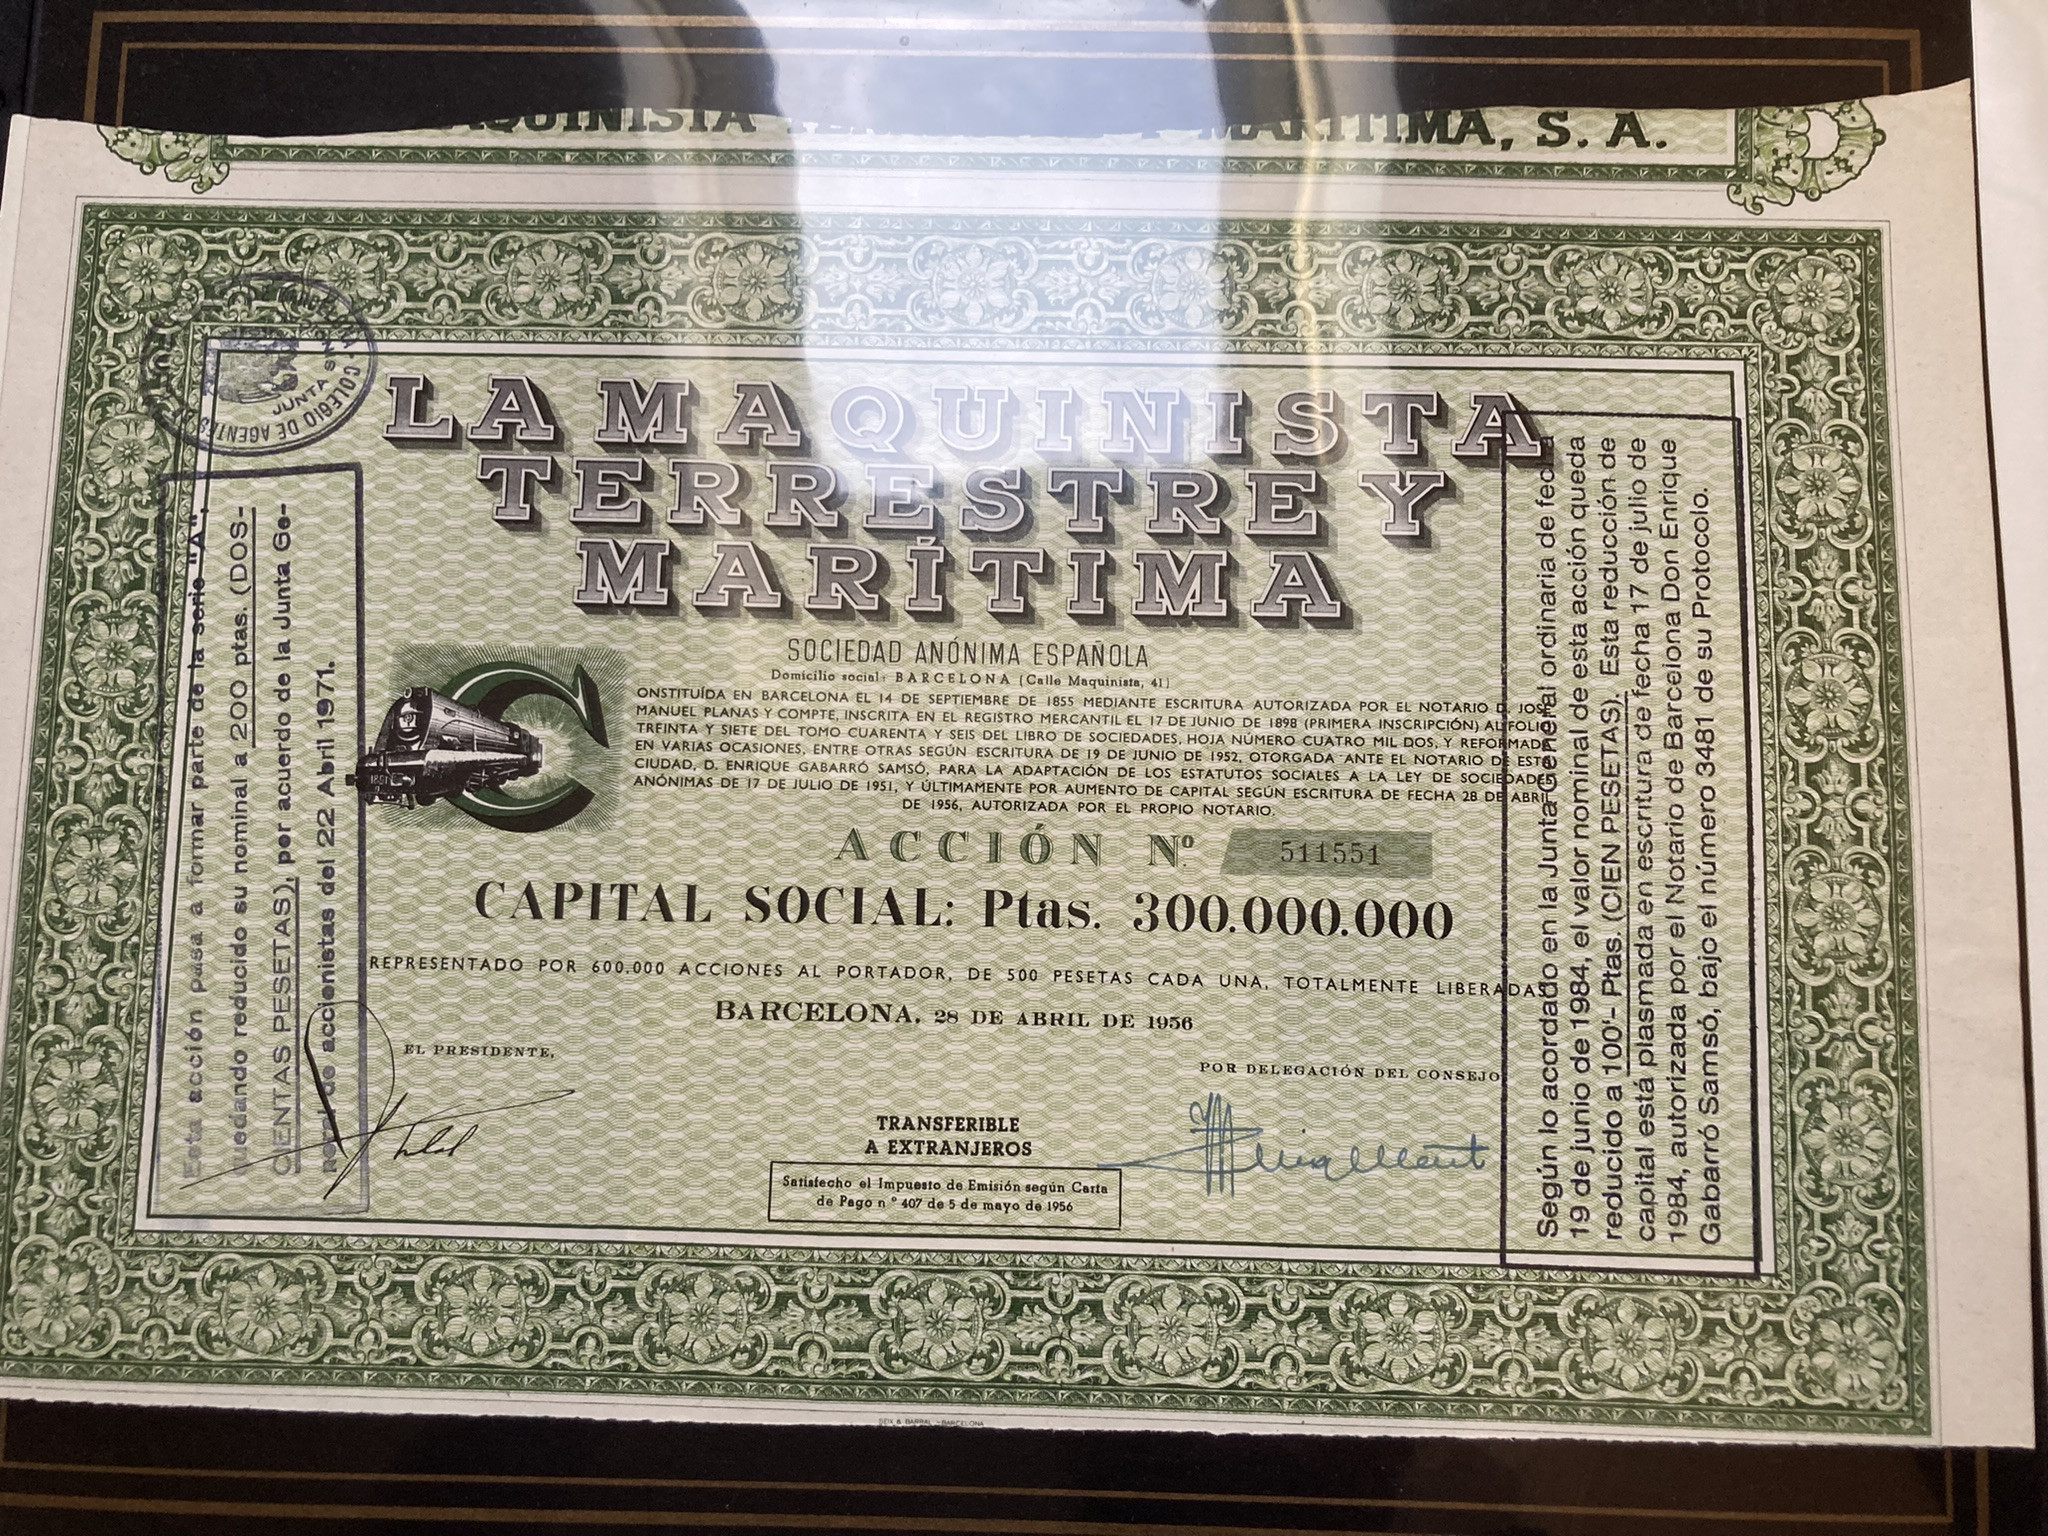 MARÍTIMA, S. A.
LA MAQUINISTA
TERRESTRE Y
MARÍTIMA
SOCIEDAD ANÓNIMA ESPAÑOLA
Domicilio social: BARCELONA (Calle Maquinista, 41)
CONSTITUÍDA EN BARCELONA EL 14 DE SEPTIEMBRE DE 1855 MEDIANTE ESCRITURA AUTORIZADA POR EL NOTARIO D. JOSÉ
MANUEL PLANAS Y COMPTE, INSCRITA EN EL REGISTRO MERCANTIL EL 17 DE JUNIO DE 1898 (PRIMERA INSCRIPCIÓN) AL FOLIO
TREINTA Y SIETE DEL TOMO CUARENTA Y SEIS DEL LIBRO DE SOCIEDADES, HOJA NÚMERO CUATRO MIL DOS, Y REFORMADA
EN VARIAS OCASIONES, ENTRE OTRAS SEGÚN ESCRITURA DE 19 DE JUNIO DE 1952, OTORGADA ANTE EL NOTARIO DE ESTA
CIUDAD, D. ENRIQUE GABARRÓ SAMSÓ, PARA LA ADAPTACIÓN DE LOS ESTATUTOS SOCIALES A LA LEY DE SOCIEDADES
ANÓNIMAS DE 17 DE JULIO DE 1951, Y ÚLTIMAMENTE POR AUMENTO DE CAPITAL SEGÚN ESCRITURA DE FECHA 28 DE ABRIL
DE 1956, AUTORIZADA POR EL PROPIO NOTARIO.
ACCIÓN Nº. 511551
CAPITAL SOCIAL: Ptas. 300.000.000
REPRESENTADO POR 600.000 ACCIONES AL PORTADOR, DE 500 PESETAS CADA UNA, TOTALMENTE LIBERADAS
BARCELONA, 28 DE ABRIL DE 1956
EL PRESIDENTE,
POR DELEGACIÓN DEL CONSEJO
TRANSFERIBLE
A EXTRANJEROS
Satisfecho el Impuesto de Emisión según Carta
de Pago n.º 407 de 5 de mayo de 1956
SEIX & BARRAL - BARCELONA
COLEGIO DE AGENTES
JUNTA
Esta acción pasa a formar parte de la serie "A",
quedando reducido su nominal a 200 ptas. (DOS-
CIENTAS PESETAS), por acuerdo de la Junta Ge-
neral de accionistas del 22 Abril 1971.
Según lo acordado en la Junta General ordinaria de fecha
19 de junio de 1984, el valor nominal de esta acción queda
reducido a 100'- Ptas. (CIEN PESETAS). Esta reducción de
capital está plasmada en escritura de fecha 17 de julio de
1984, autorizada por el Notario de Barcelona Don Enrique
Gabarró Samsó, bajo el número 3481 de su Protocolo.